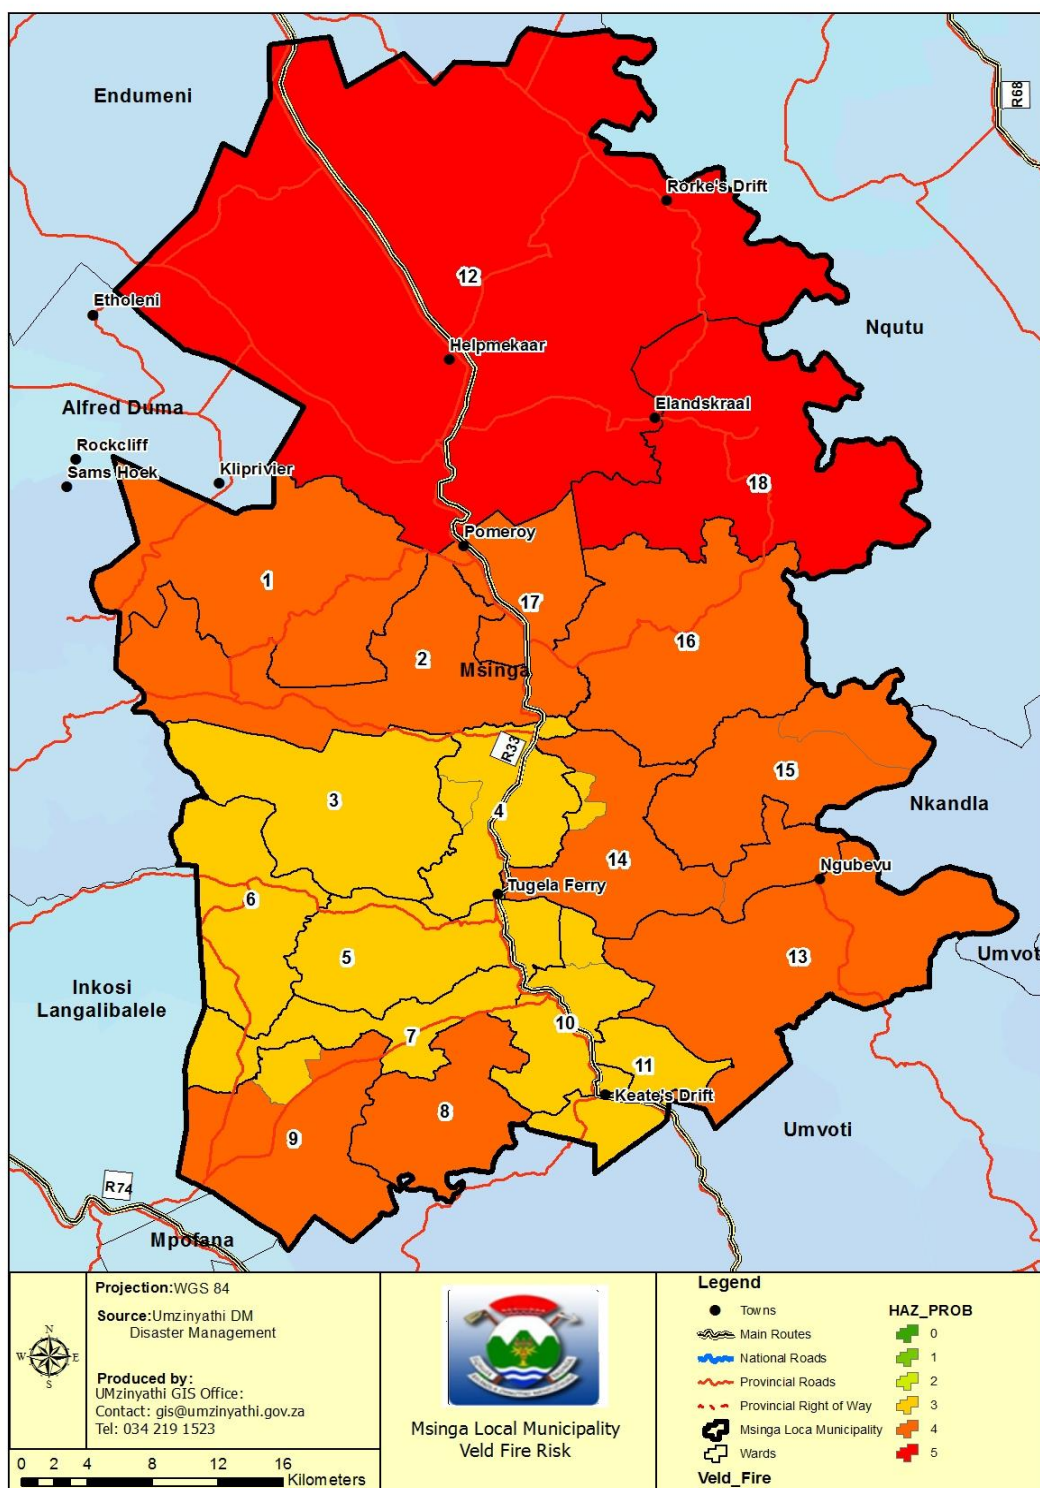 Endumeni
R68
Rorke's Drift
12
Etholeni
Nqutu
Helpmekaar
Alfred Duma
Elandskraal
Rockcliff
Sams Hoek
Kliprivier
18
Pomeroy
1
17
16
2
Msinga
R33
15
3
4
Nkandla
14
Ngubevu
Tugela Ferry
6
5
13
Umvot
Inkosi
Langalibalele
10
7
11
Keate's Drift
8
9
Umvoti
R74
Mpofana
N
W
E
S
Projection:WGS 84
Source:Umzinyathi DM
Disaster Management
Produced by:
UMzinyathi GIS Office:
Contact: gis@umzinyathi.gov.za
Tel: 034 219 1523
0 2 4 8 12 16
Kilometers
Msinga Local Municipality
Veld Fire Risk
Legend
Towns
Main Routes
National Roads
Provincial Roads
Provincial Right of Way
Msinga Loca Municipality
Wards
Veld_Fire
HAZ_PROB
0
1
2
3
4
5